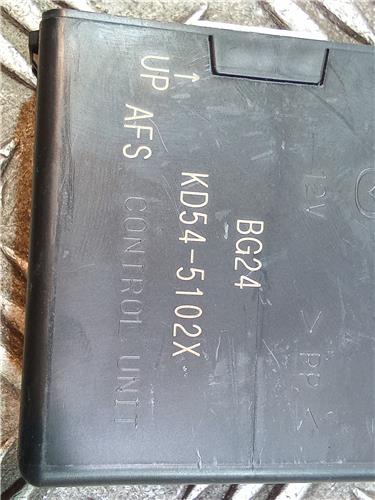 12V >PP<
BG24
KD54-5102X
↑
UP AFS CONTROL UNIT